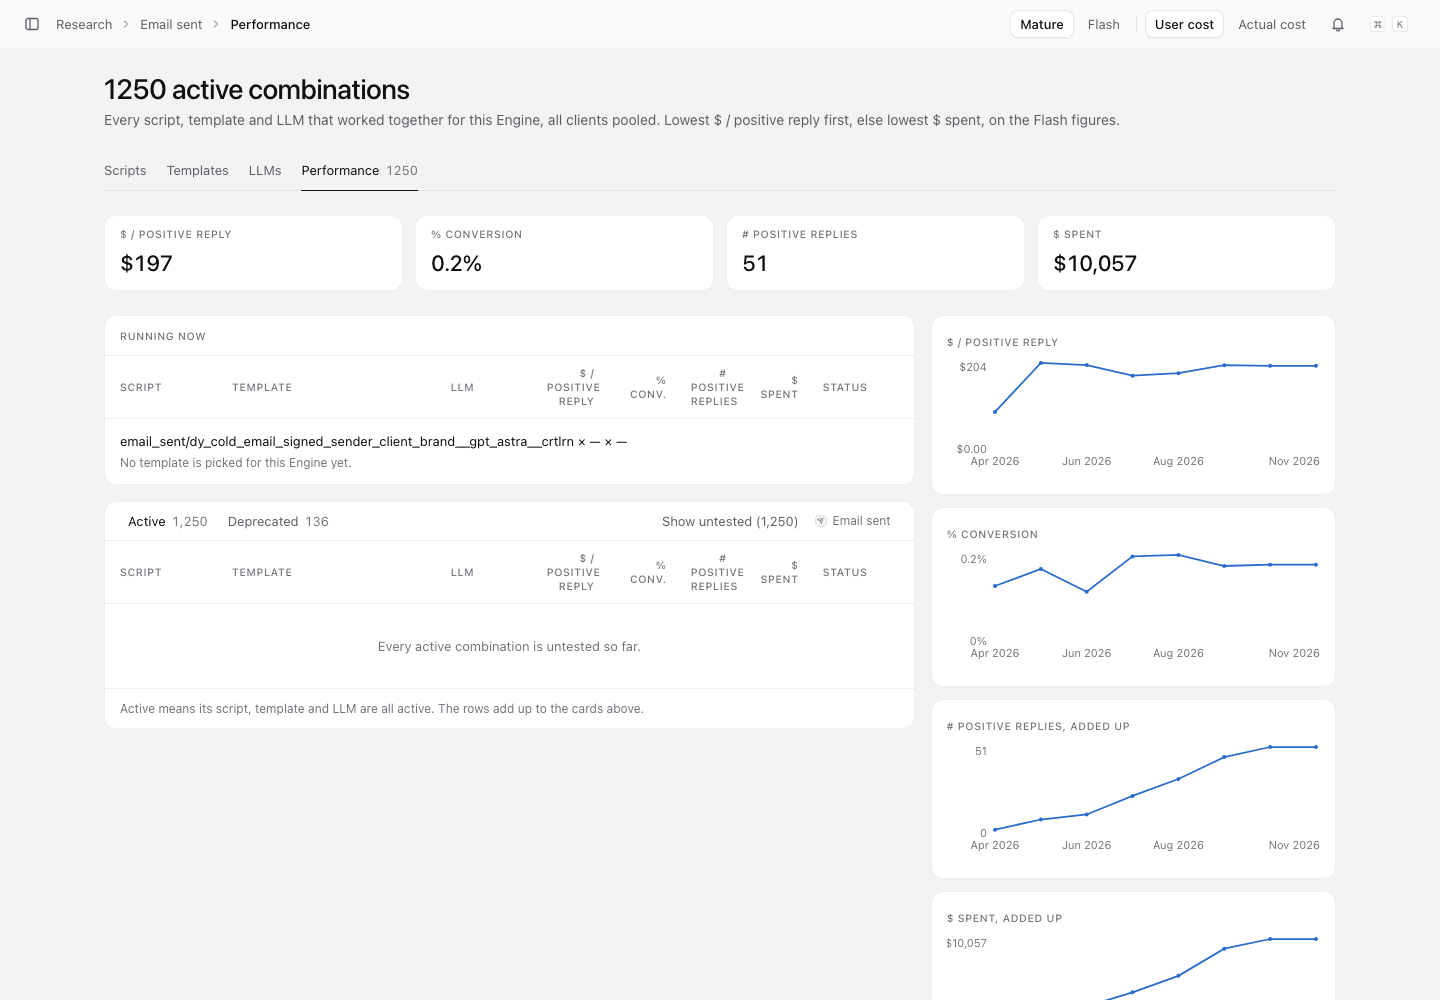 Research > Email sent > Performance
Mature Flash User cost Actual cost ⌘ K
1250 active combinations
Every script, template and LLM that worked together for this Engine, all clients pooled. Lowest $ / positive reply first, else lowest $ spent, on the Flash figures.
Scripts Templates LLMs Performance 1250
$ / POSITIVE REPLY
$197
% CONVERSION
0.2%
# POSITIVE REPLIES
51
$ SPENT
$10,057
RUNNING NOW
SCRIPT TEMPLATE LLM $ / POSITIVE REPLY % CONV. # POSITIVE REPLIES $ SPENT STATUS
email_sent/dy_cold_email_signed_sender_client_brand__gpt_astra__crtlrn × — × —
No template is picked for this Engine yet.
Active 1,250 Deprecated 136 Show untested (1,250) Email sent
SCRIPT TEMPLATE LLM $ / POSITIVE REPLY % CONV. # POSITIVE REPLIES $ SPENT STATUS
Every active combination is untested so far.
Active means its script, template and LLM are all active. The rows add up to the cards above.
$ / POSITIVE REPLY
$204
$0.00
Apr 2026 Jun 2026 Aug 2026 Nov 2026
% CONVERSION
0.2%
0%
Apr 2026 Jun 2026 Aug 2026 Nov 2026
# POSITIVE REPLIES, ADDED UP
51
0
Apr 2026 Jun 2026 Aug 2026 Nov 2026
$ SPENT, ADDED UP
$10,057